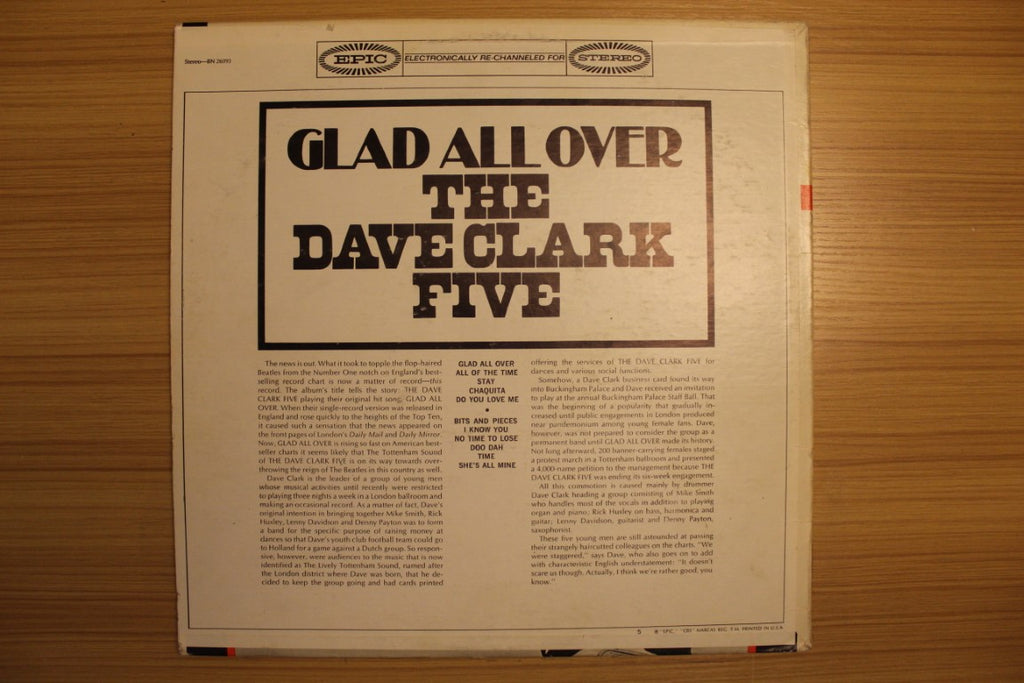 Stereo—BN 26093
EPIC ELECTRONICALLY RE-CHANNELED FOR STEREO
GLAD ALL OVER
THE
DAVE CLARK
FIVE
The news is out. What it took to topple the flop-haired
Beatles from the Number One notch on England's best-
selling record chart is now a matter of record—this
record. The album's title tells the story: THE DAVE
CLARK FIVE playing their original hit song, GLAD ALL
OVER. When their single-record version was released in
England and rose quickly to the heights of the Top Ten,
it caused such a sensation that the news appeared on
the front pages of London's Daily Mail and Daily Mirror.
Now, GLAD ALL OVER is rising so fast on American best-
seller charts it seems likely that The Tottenham Sound
of THE DAVE CLARK FIVE is on its way towards over-
throwing the reign of The Beatles in this country as well.
Dave Clark is the leader of a group of young men
whose musical activities until recently were restricted
to playing three nights a week in a London ballroom and
making an occasional record. As a matter of fact, Dave's
original intention in bringing together Mike Smith, Rick
Huxley, Lenny Davidson and Denny Payton was to form
a band for the specific purpose of raising money at
dances so that Dave's youth club football team could go
to Holland for a game against a Dutch group. So respon-
sive, however, were audiences to the music that is now
identified as The Lively Tottenham Sound, named after
the London district where Dave was born, that he de-
cided to keep the group going and had cards printed
GLAD ALL OVER
ALL OF THE TIME
STAY
CHAQUITA
DO YOU LOVE ME
•
BITS AND PIECES
I KNOW YOU
NO TIME TO LOSE
DOO DAH
TIME
SHE'S ALL MINE
offering the services of THE DAVE CLARK FIVE for
dances and various social functions.
Somehow, a Dave Clark business card found its way
into Buckingham Palace and Dave received an invitation
to play at the annual Buckingham Palace Staff Ball. That
was the beginning of a popularity that gradually in-
creased until public engagements in London produced
near pandemonium among young female fans. Dave,
however, was not prepared to consider the group as a
permanent band until GLAD ALL OVER made its history.
Not long afterward, 200 banner-carrying females staged
a protest march in a Tottenham ballroom and presented
a 4,000-name petition to the management because THE
DAVE CLARK FIVE was ending its six-week engagement.
All this commotion is caused mainly by drummer
Dave Clark heading a group consisting of Mike Smith
who handles most of the vocals in addition to playing
organ and piano; Rick Huxley on bass, harmonica and
guitar; Lenny Davidson, guitarist and Denny Payton,
saxophonist.
These five young men are still astounded at passing
their strangely haircutted colleagues on the charts. "We
were staggered," says Dave, who also goes on to add
with characteristic English understatement: "It doesn't
scare us though. Actually, I think we're rather good, you
know."
5 ® "EPIC," "CBS" MARCAS REG. PRINTED IN U.S.A.